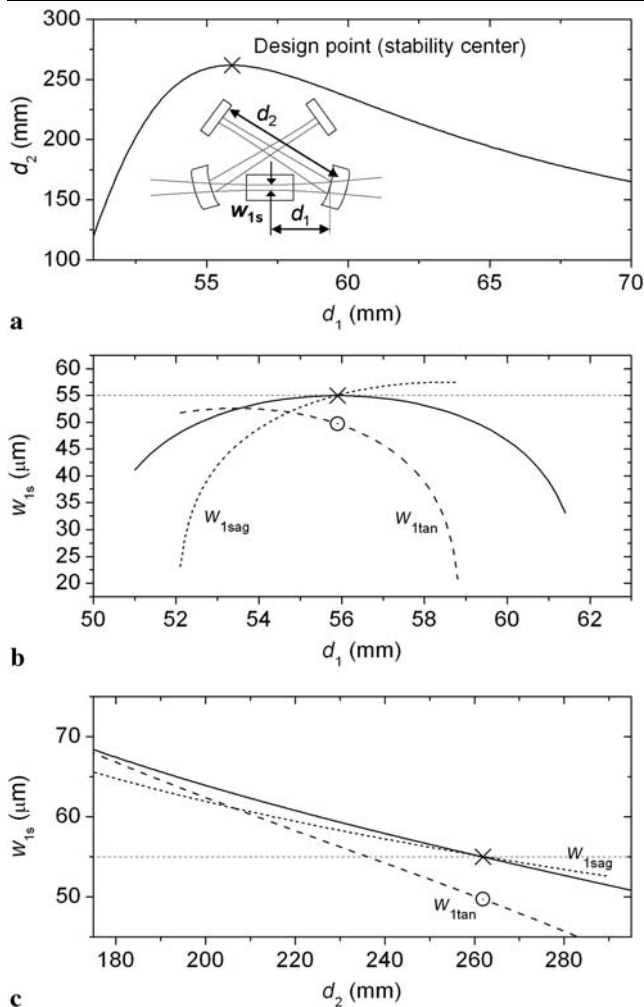 300
250
200
150
100
d2 (mm)
Design point (stability center)
d2
w1s
d1
55
60
65
70
d1 (mm)
a
60
55
50
45
40
35
30
25
20
w1s (μm)
w1sag
w1tan
50
52
54
56
58
60
62
d1 (mm)
b
70
60
50
w1s (μm)
w1sag
w1tan
180
200
220
240
260
280
d2 (mm)
c